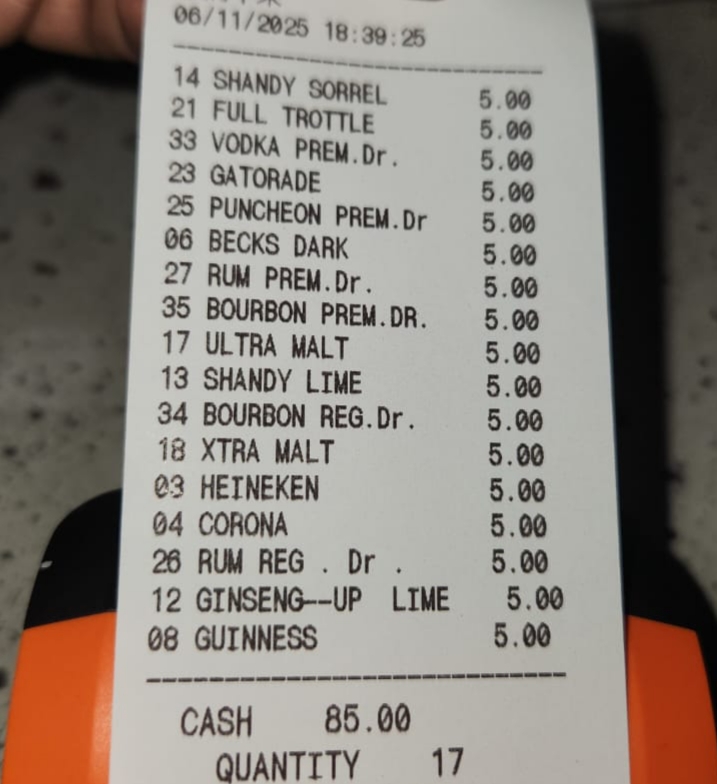 06/11/2025 18:39:25
14 SHANDY SORREL 5.00
21 FULL TROTTLE 5.00
33 VODKA PREM.Dr. 5.00
23 GATORADE 5.00
25 PUNCHEON PREM.Dr 5.00
06 BECKS DARK 5.00
27 RUM PREM.Dr. 5.00
35 BOURBON PREM.DR. 5.00
17 ULTRA MALT 5.00
13 SHANDY LIME 5.00
34 BOURBON REG.Dr. 5.00
18 XTRA MALT 5.00
03 HEINEKEN 5.00
04 CORONA 5.00
26 RUM REG . Dr . 5.00
12 GINSENG--UP LIME 5.00
08 GUINNESS 5.00
CASH 85.00
QUANTITY 17